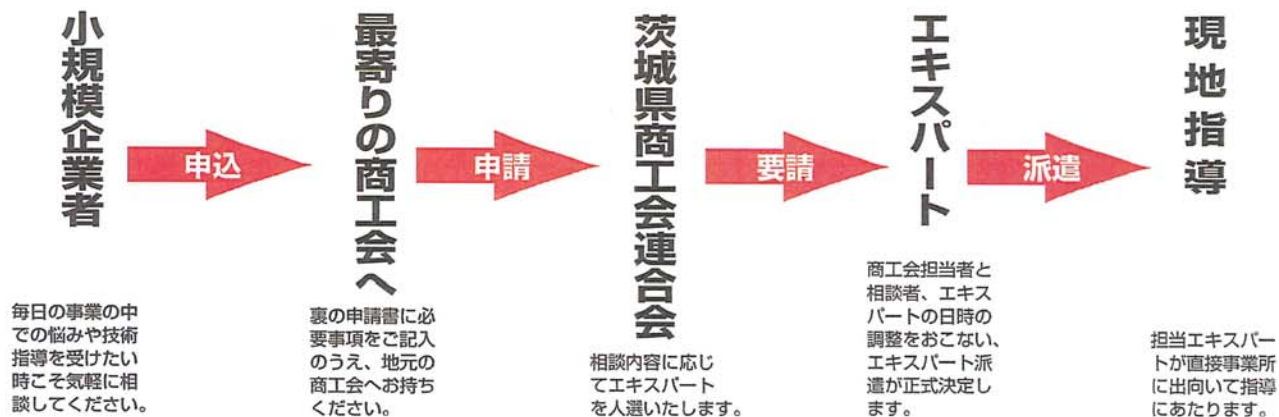 小規模企業者
申込
最寄りの商工会へ
申請
茨城県商工会連合会
要請
エキスパート
派遣
現地指導
毎日の事業の中
での悩みや技術
指導を受けたい
時こそ気軽に相
談してください。
裏の申請書に必
要事項をご記入
のうえ、地元の
商工会へお持ち
ください。
相談内容に応じ
てエキスパート
を人選いたします。
商工会担当者と
相談者、エキス
パートの日時の
調整をおこない、
エキスパート派
遣が正式決定し
ます。
担当エキスパー
トが直接事業所
に出向いて指導
にあたります。